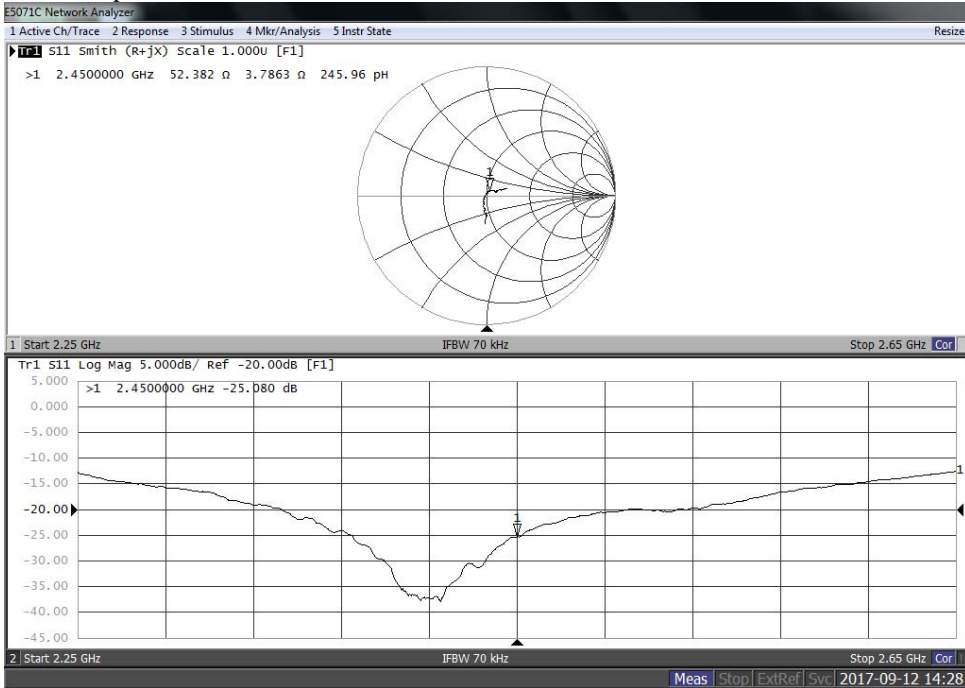 E5071C Network Analyzer
1 Active Ch/Trace 2 Response 3 Stimulus 4 Mkr/Analysis 5 Instr State Resize
Tr1 S11 Smith (R+jX) Scale 1.000U [F1]
>1 2.4500000 GHz 52.382 Ω 3.7863 Ω 245.96 pH
1
1 Start 2.25 GHz IFBW 70 kHz Stop 2.65 GHz Cor
Tr1 S11 Log Mag 5.000dB/ Ref -20.00dB [F1]
5.000
>1 2.4500000 GHz -25.080 dB
0.000
-5.000
-10.00
1
-15.00
-20.00
1
-25.00
-30.00
-35.00
-40.00
-45.00
2 Start 2.25 GHz IFBW 70 kHz Stop 2.65 GHz Cor !
Meas Stop ExtRef Svc 2017-09-12 14:28